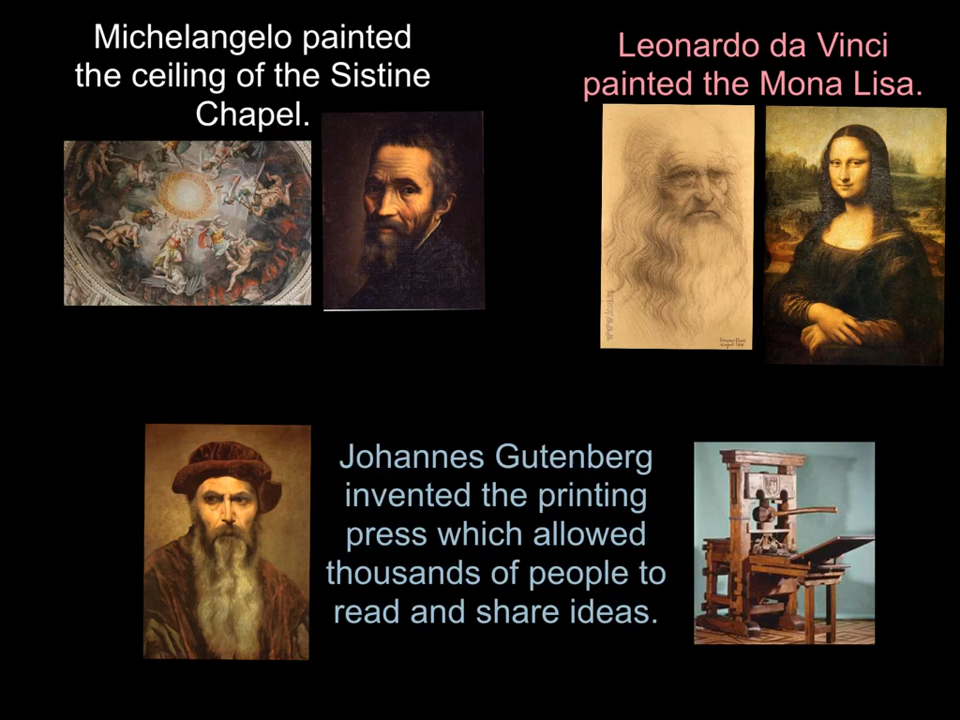 Michelangelo painted
the ceiling of the Sistine
Chapel.
Leonardo da Vinci
painted the Mona Lisa.
Johannes Gutenberg
invented the printing
press which allowed
thousands of people to
read and share ideas.